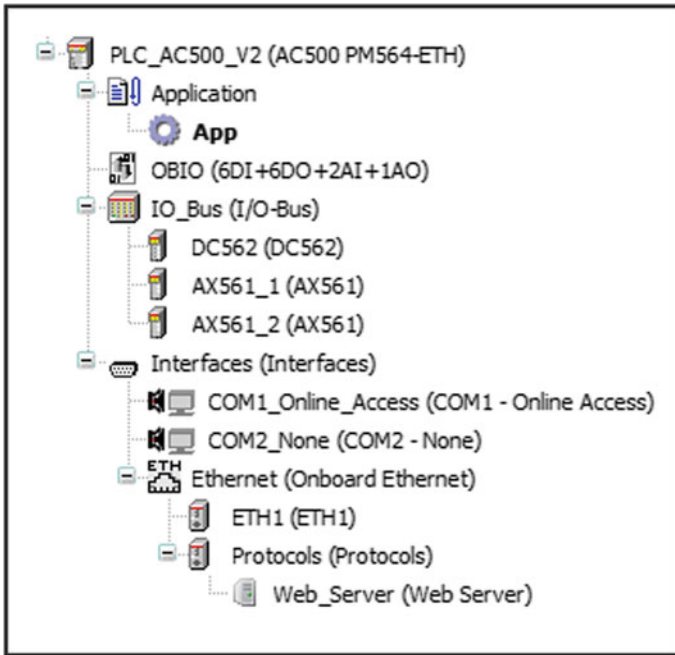 PLC_AC500_V2 (AC500 PM564-ETH)
Application
App
OBIO (6DI+6DO+2AI+1AO)
IO_Bus (I/O-Bus)
DC562 (DC562)
AX561_1 (AX561)
AX561_2 (AX561)
Interfaces (Interfaces)
COM1_Online_Access (COM1 - Online Access)
COM2_None (COM2 - None)
ETH
Ethernet (Onboard Ethernet)
ETH1 (ETH1)
Protocols (Protocols)
Web_Server (Web Server)